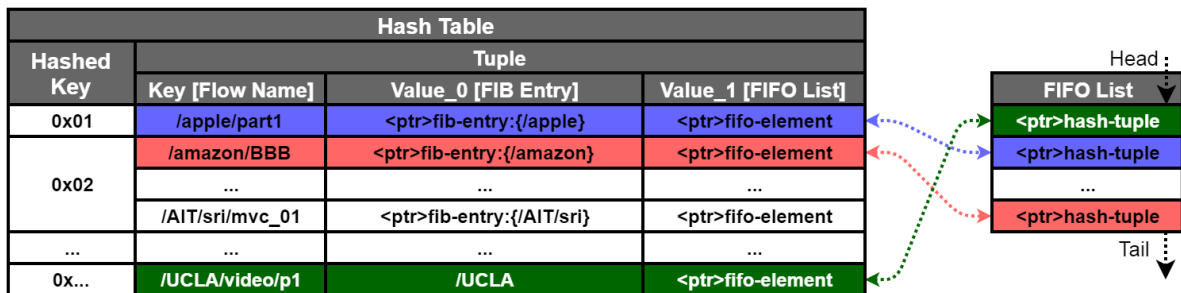 Hash Table
Hashed Key
Tuple
Key [Flow Name] Value_0 [FIB Entry] Value_1 [FIFO List]
0x01 /apple/part1 <ptr>fib-entry:{/apple} <ptr>fifo-element
0x02 /amazon/BBB <ptr>fib-entry:{/amazon} <ptr>fifo-element
... ... ...
/AIT/sri/mvc_01 <ptr>fib-entry:{/AIT/sri} <ptr>fifo-element
... ... ... ...
0x... /UCLA/video/p1 /UCLA <ptr>fifo-element
Head
FIFO List
<ptr>hash-tuple
<ptr>hash-tuple
...
<ptr>hash-tuple
Tail